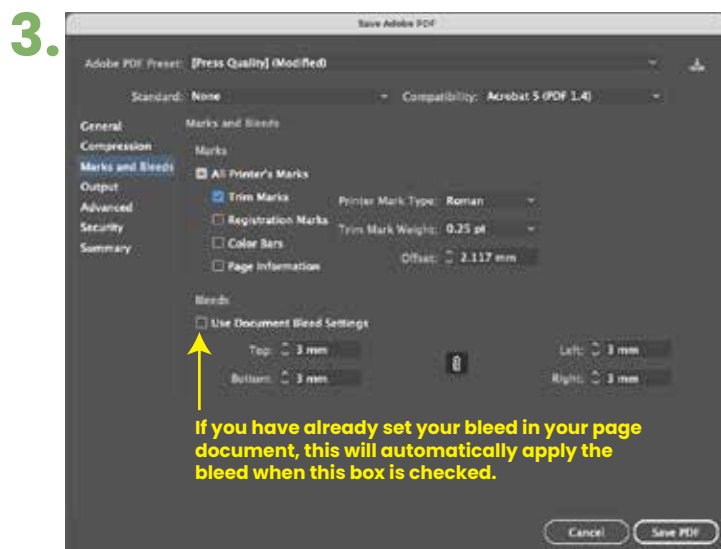 3.
Save Adobe PDF
Adobe PDF Preset: [Press Quality] (Modified)
Standard: None Compatibility: Acrobat 5 (PDF 1.4)
General
Compression
Marks and Bleeds
Output
Advanced
Security
Summary
Marks and Bleeds
Marks
All Printer's Marks
Trim Marks
Registration Marks
Color Bars
Page Information
Printer Mark Type: Roman
Trim Mark Weight: 0.25 pt
Offset: 2.117 mm
Bleeds
Use Document Bleed Settings
Top: 3 mm Left: 3 mm
Bottom: 3 mm Right: 3 mm
If you have already set your bleed in your page
document, this will automatically apply the
bleed when this box is checked.
Cancel Save PDF